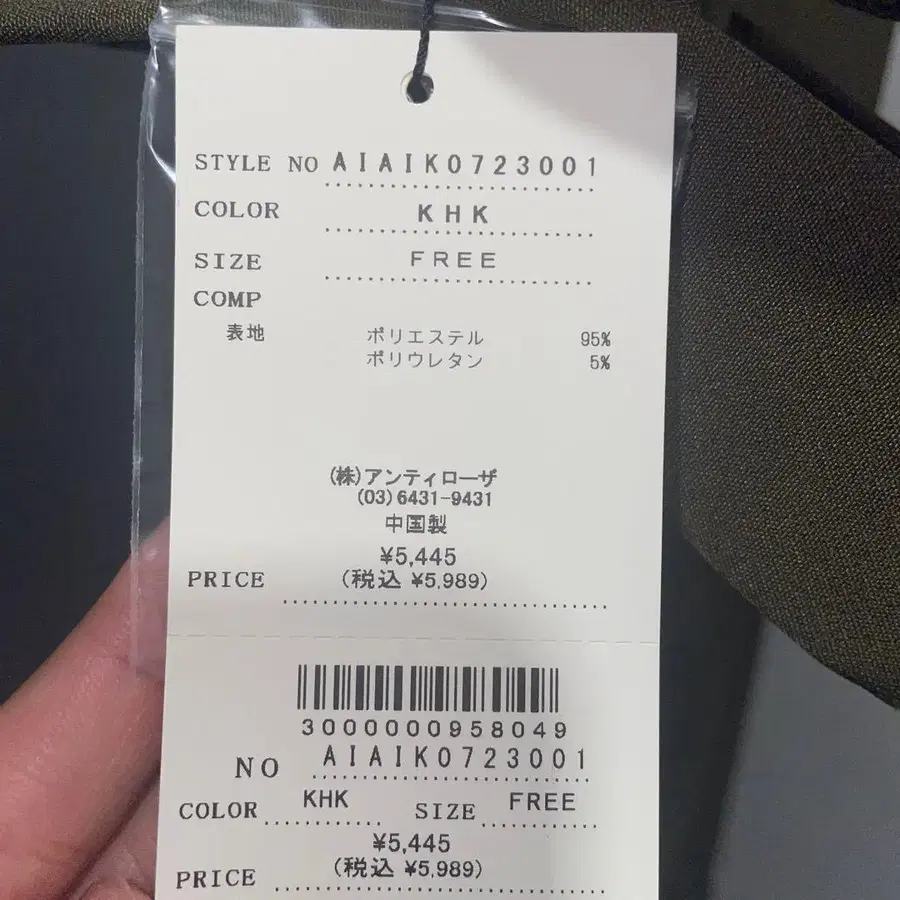 STYLE NO AIAIK0723001
COLOR KHK
SIZE FREE
COMP
表地 ポリエステル 95%
ポリウレタン 5%
(株)アンティローザ
(03)6431-9431
中国製
¥5,445
PRICE (税込 ¥5,989)
3000000958049
NO AIAIK0723001
COLOR KHK SIZE FREE
¥5,445
PRICE (税込 ¥5,989)